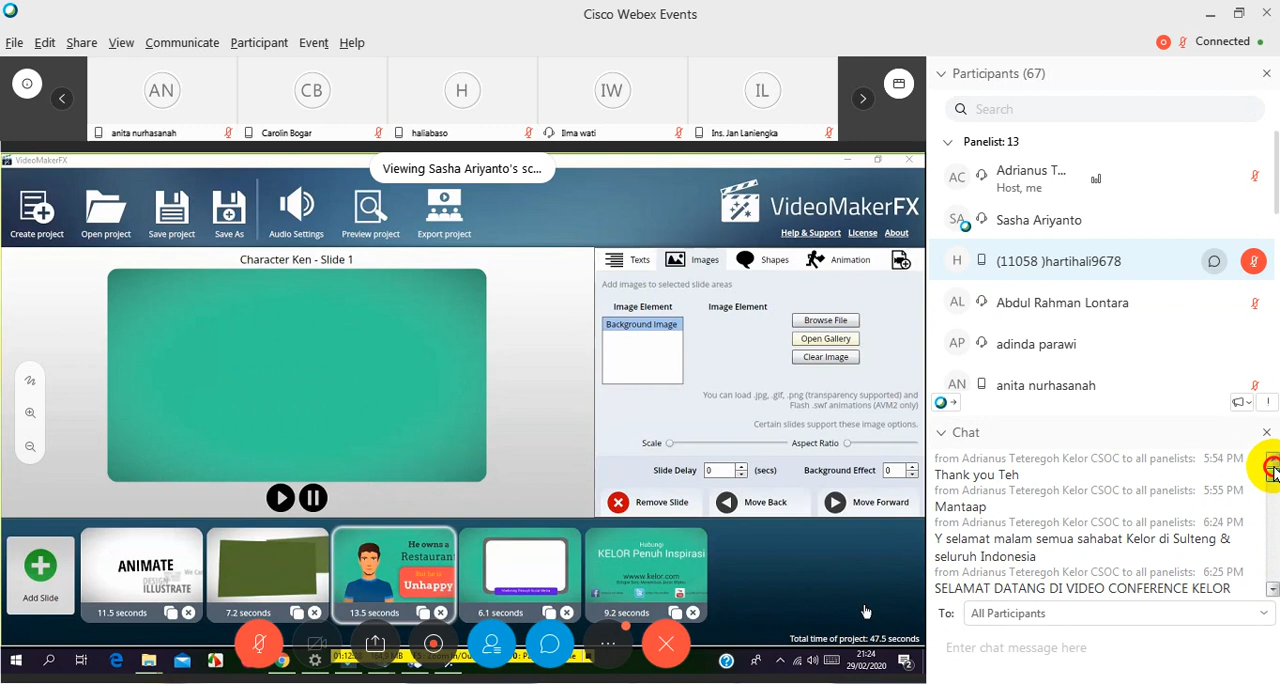 Cisco Webex Events
File Edit Share View Communicate Participant Event Help
Connected
AN CB H IW IL
anita nurhasanah Carolin Bogar haliabaso Ilma wati Ins. Jan Laniengka
VideoMakerFX
Viewing Sasha Ariyanto's sc...
Create project Open project Save project Save As Audio Settings Preview project Export project
VideoMakerFX
Help & Support License About
Character Ken - Slide 1
Texts Images Shapes Animation
Add images to selected slide areas
Image Element Image Element
Background Image
Browse File
Open Gallery
Clear Image
You can load .jpg, .gif, .png (transparency supported) and
Flash .swf animations (AVM2 only)
Certain slides support these image options.
Scale Aspect Ratio
Slide Delay 0 (secs) Background Effect 0
Remove Slide Move Back Move Forward
Add Slide
ANIMATE
DESIGN
ILLUSTRATE
We Ca
11.5 seconds
7.2 seconds
He owns a
Restauran
Unhappy
13.5 seconds
6.1 seconds
Hubungi
KELOR Penuh Inspirasi
www.kelor.com
9.2 seconds
Total time of project: 47.5 seconds
21:24
29/02/2020
Participants (67)
Search
Panelist: 13
AC Adrianus T...
Host, me
SA Sasha Ariyanto
H (11058 )hartihali9678
AL Abdul Rahman Lontara
AP adinda parawi
AN anita nurhasanah
Chat
from Adrianus Teteregoh Kelor CSOC to all panelists: 5:54 PM
Thank you Teh
from Adrianus Teteregoh Kelor CSOC to all panelists: 5:55 PM
Mantaap
from Adrianus Teteregoh Kelor CSOC to all panelists: 6:24 PM
Y selamat malam semua sahabat Kelor di Sulteng &
seluruh Indonesia
from Adrianus Teteregoh Kelor CSOC to all panelists: 6:25 PM
SELAMAT DATANG DI VIDEO CONFERENCE KELOR
To: All Participants
Enter chat message here